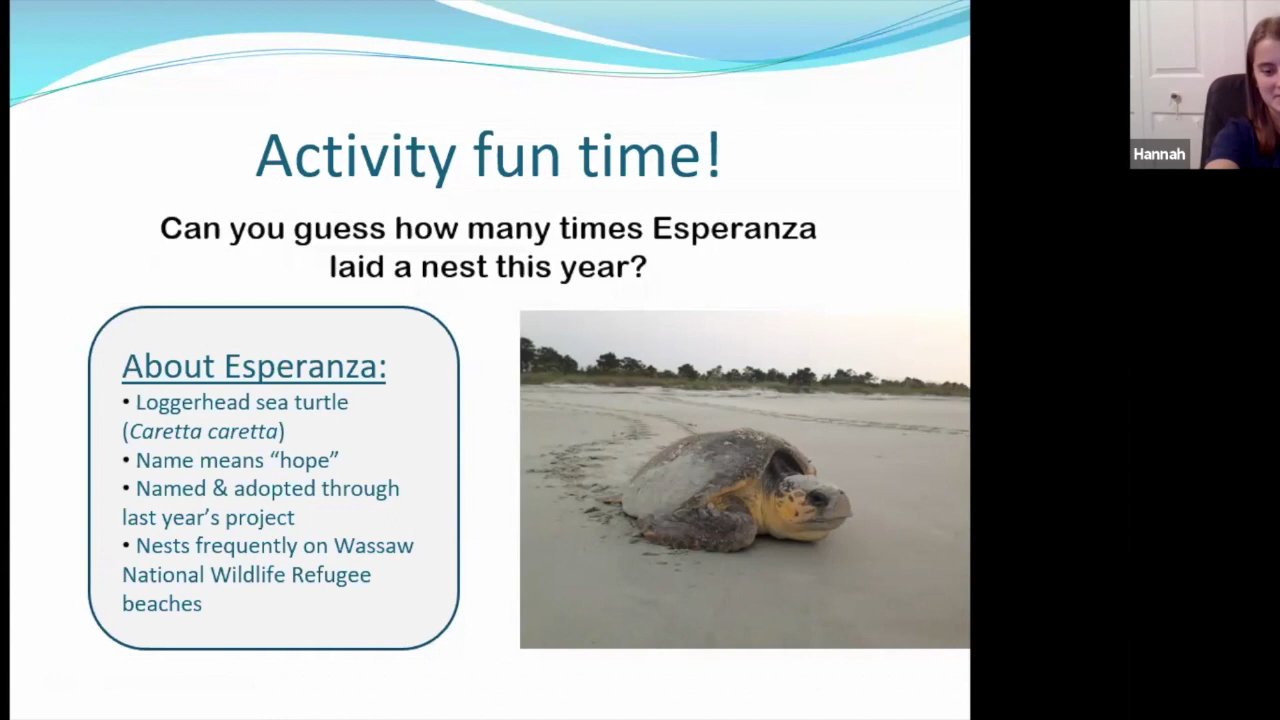 Activity fun time!
Can you guess how many times Esperanza
laid a nest this year?
About Esperanza:
• Loggerhead sea turtle
(Caretta caretta)
• Name means “hope”
• Named & adopted through
last year’s project
• Nests frequently on Wassaw
National Wildlife Refugee
beaches
Hannah